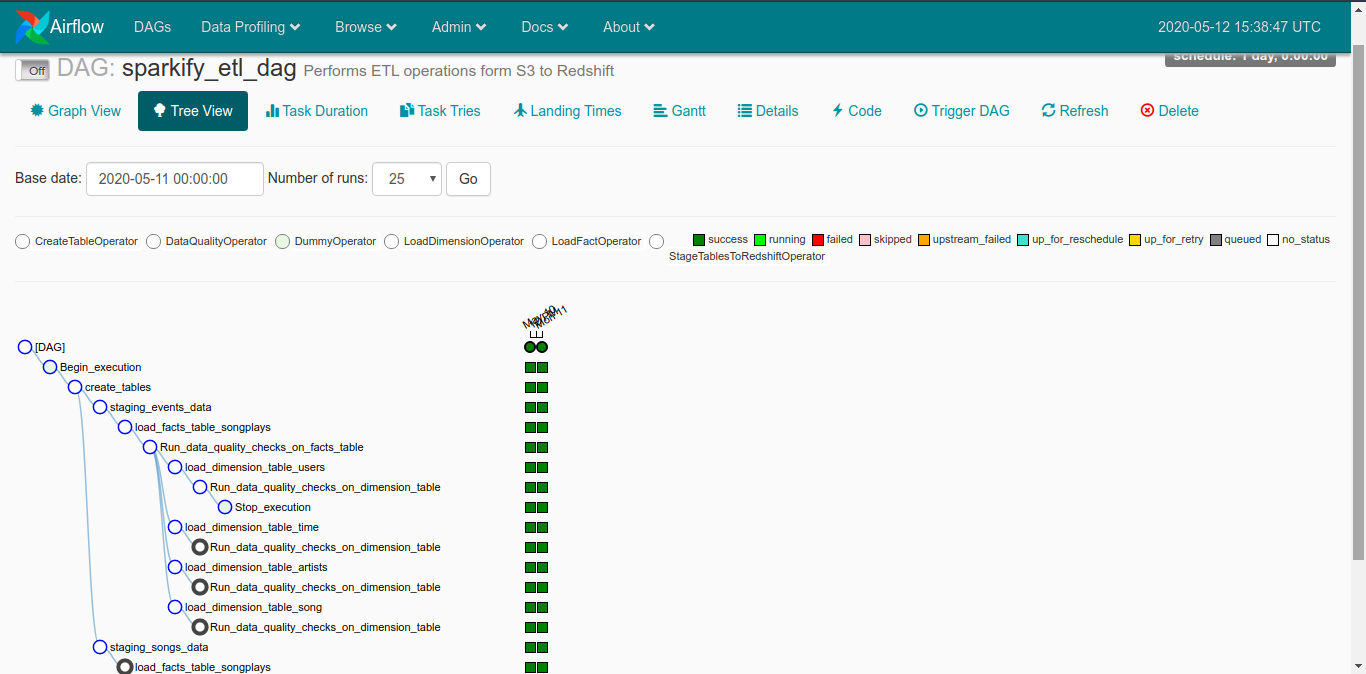 Airflow DAGs Data Profiling Browse Admin Docs About 2020-05-12 15:38:47 UTC
Off DAG: sparkify_etl_dag Performs ETL operations form S3 to Redshift schedule: 1 day, 0:00:00
Graph View Tree View Task Duration Task Tries Landing Times Gantt Details Code Trigger DAG Refresh Delete
Base date: 2020-05-11 00:00:00 Number of runs: 25 Go
CreateTableOperator DataQualityOperator DummyOperator LoadDimensionOperator LoadFactOperator success running failed skipped upstream_failed up_for_reschedule up_for_retry queued no_status
StageTablesToRedshiftOperator
[DAG]
Begin_execution
create_tables
staging_events_data
load_facts_table_songplays
Run_data_quality_checks_on_facts_table
load_dimension_table_users
Run_data_quality_checks_on_dimension_table
Stop_execution
load_dimension_table_time
Run_data_quality_checks_on_dimension_table
load_dimension_table_artists
Run_data_quality_checks_on_dimension_table
load_dimension_table_song
Run_data_quality_checks_on_dimension_table
staging_songs_data
load_facts_table_songplays